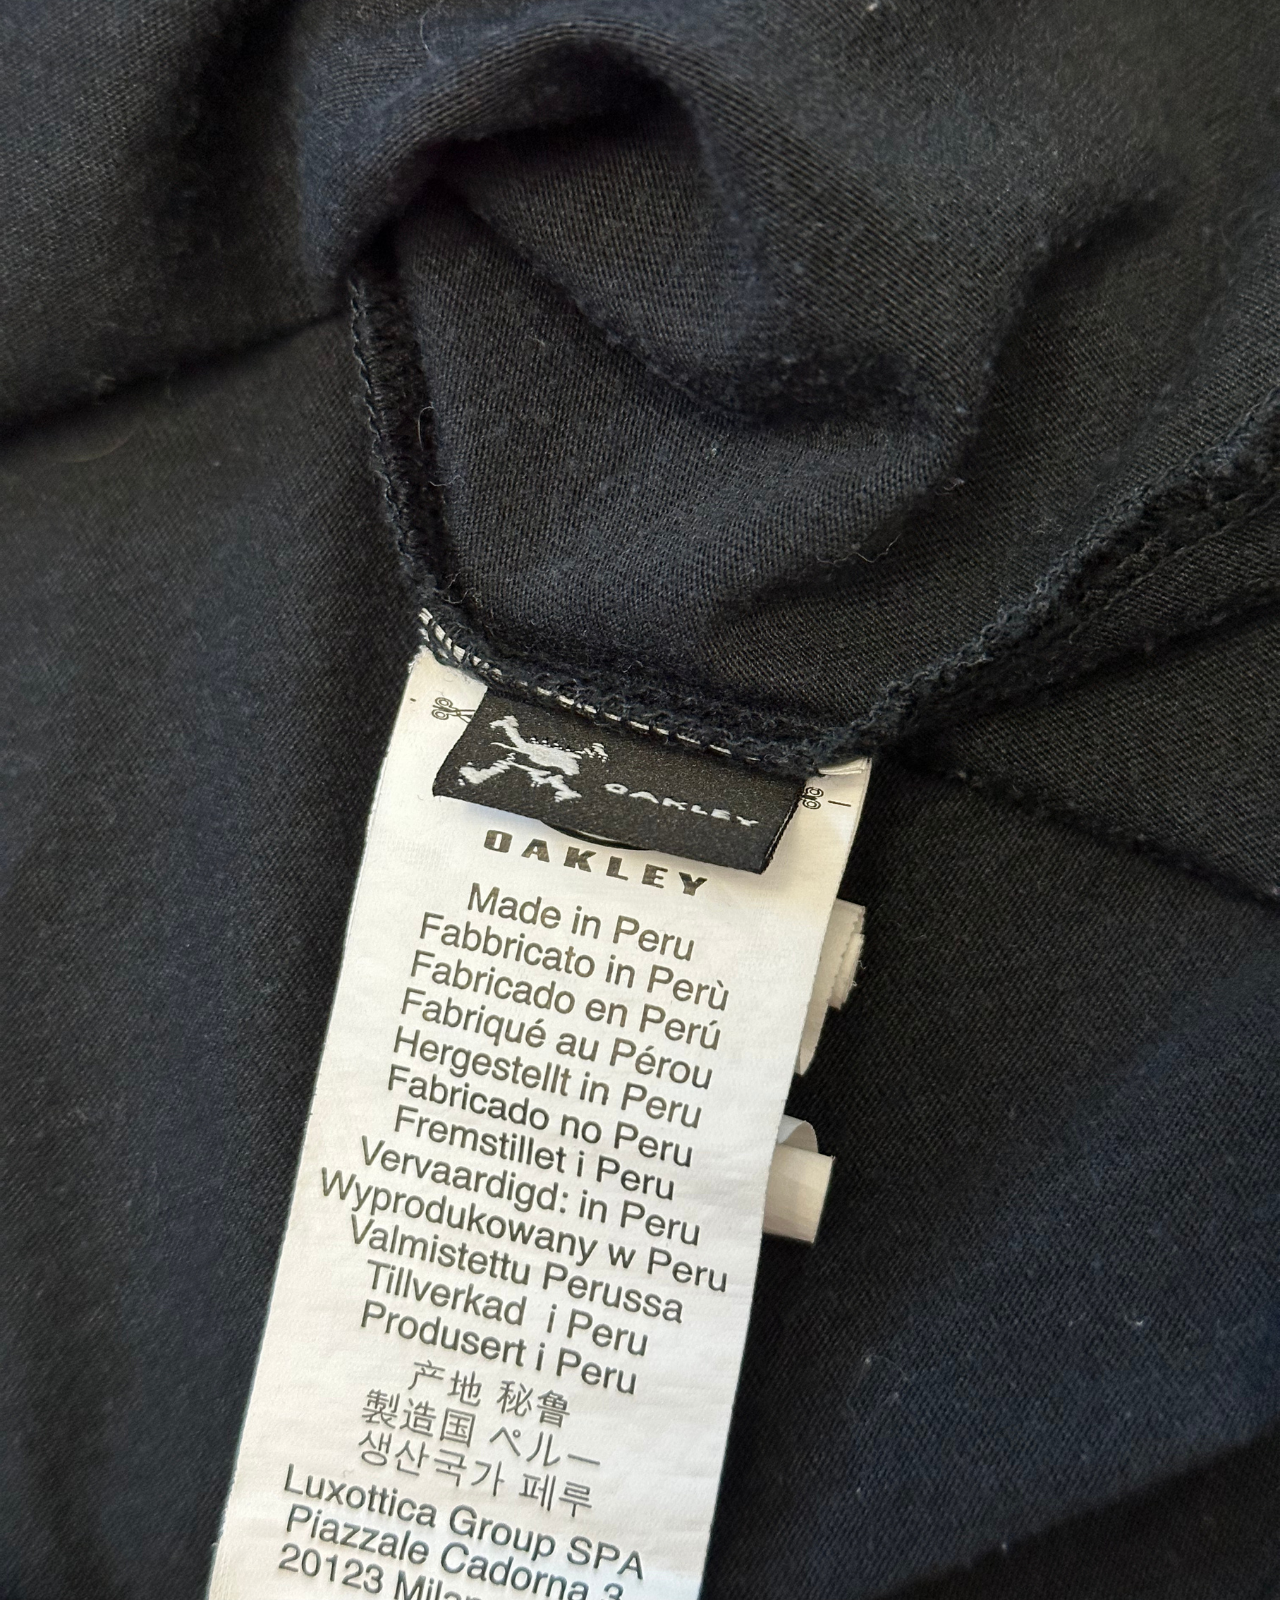 OAKLEY
OAKLEY
Made in Peru
Fabbricato in Perù
Fabricado en Perú
Fabriqué au Pérou
Hergestellt in Peru
Fabricado no Peru
Fremstillet i Peru
Vervaardigd: in Peru
Wyprodukowany w Peru
Valmistettu Perussa
Tillverkad i Peru
Produsert i Peru
产地 秘鲁
製造国 ペルー
생산국가 페루
Luxottica Group SPA
Piazzale Cadorna 3
20123